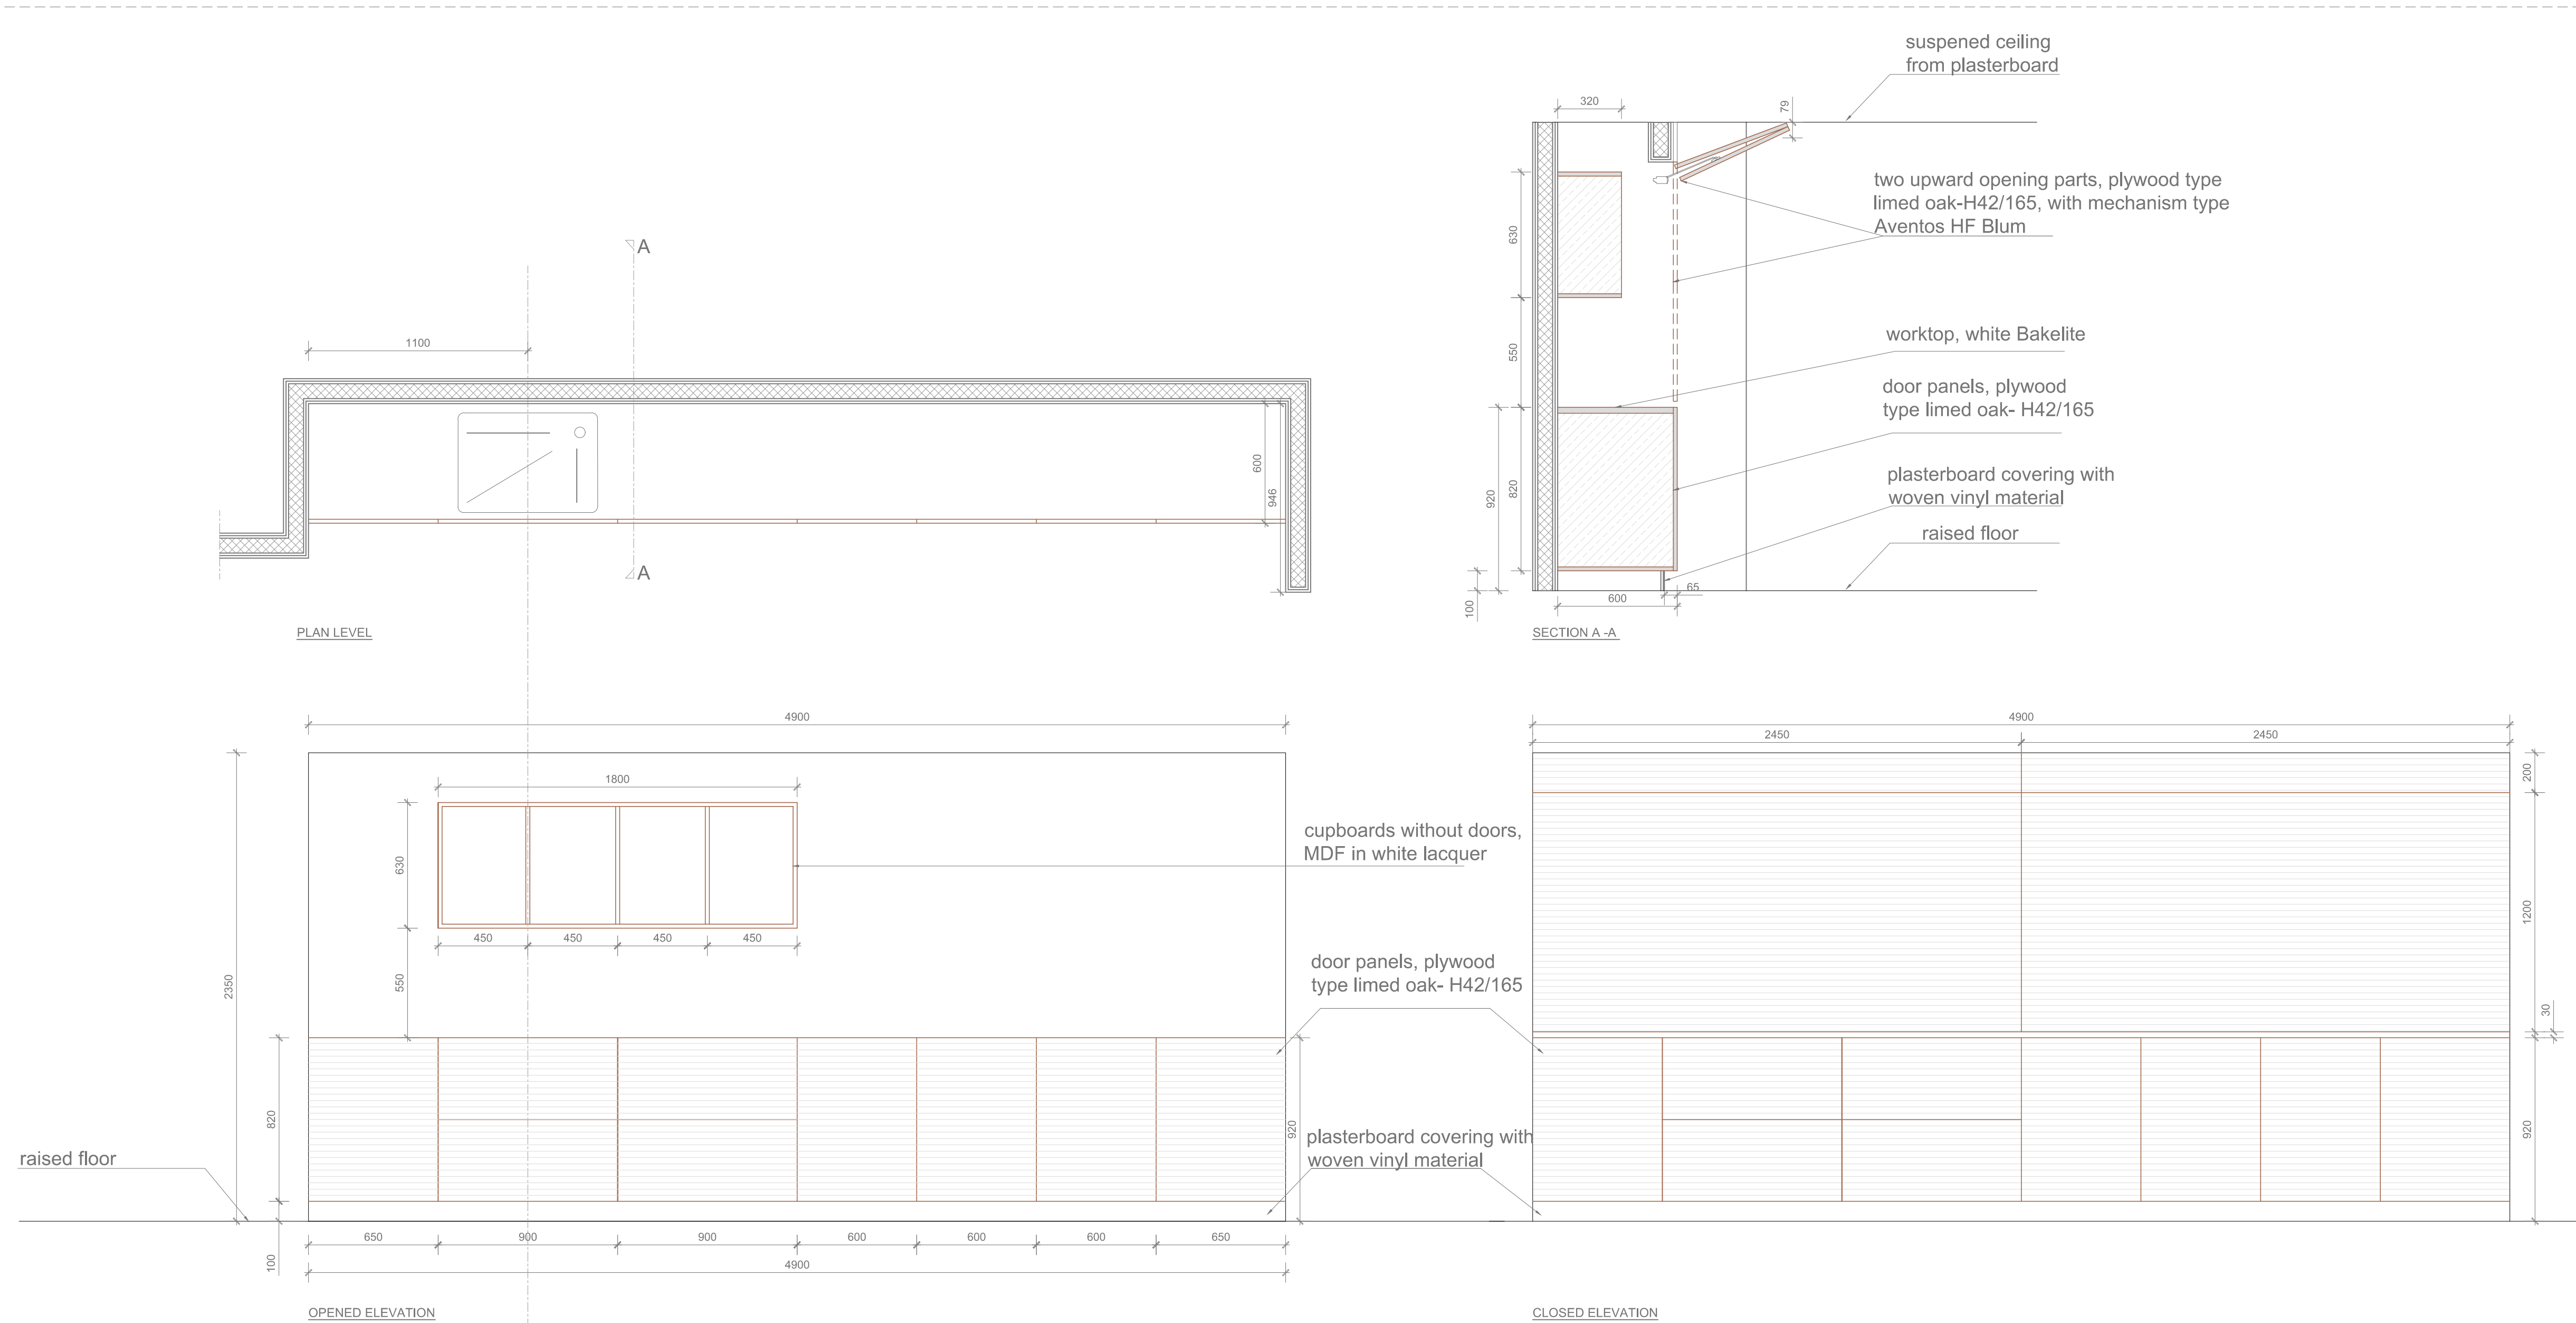 suspened ceiling
from plasterboard
320
79
two upward opening parts, plywood type
limed oak-H42/165, with mechanism type
Aventos HF Blum
630
550
worktop, white Bakelite
door panels, plywood
type limed oak- H42/165
920
820
plasterboard covering with
woven vinyl material
raised floor
65
600
100
SECTION A -A
A
1100
600
946
A
PLAN LEVEL
4900
1800
630
cupboards without doors,
MDF in white lacquer
450
450
450
450
2350
550
door panels, plywood
type limed oak- H42/165
820
920
plasterboard covering with
woven vinyl material
raised floor
650
900
900
600
600
600
650
100
4900
OPENED ELEVATION
4900
2450
2450
200
1200
30
920
CLOSED ELEVATION